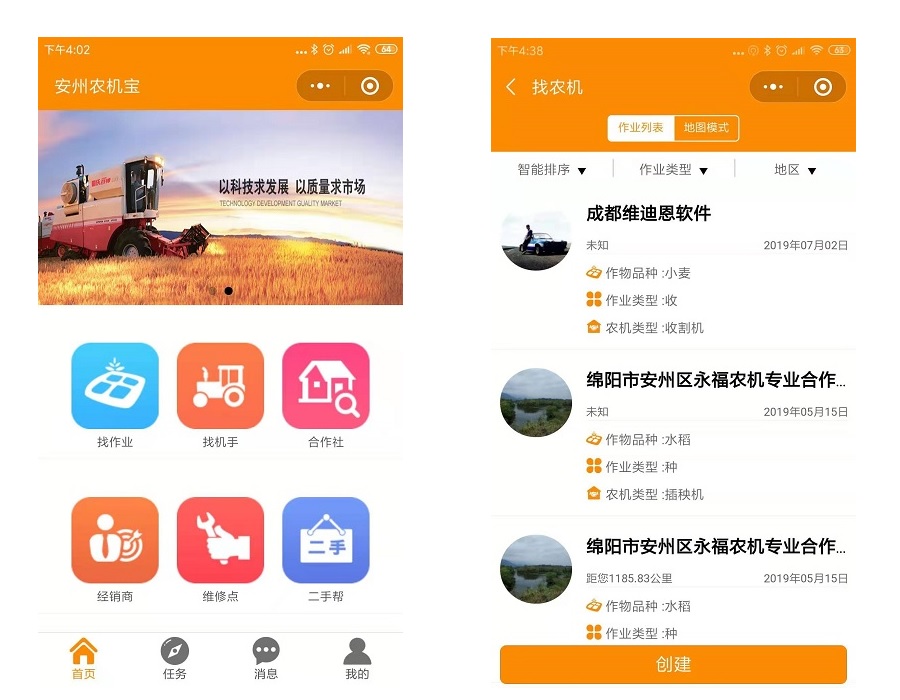 下午4:02
64
安州农机宝
以科技求发展 以质量求市场
TECHNOLOGY DEVELOPMENT QUALITY MARKET
找作业
找机手
合作社
二手
经销商
维修点
二手帮
首页
任务
消息
我的
下午4:38
63
找农机
作业列表
地图模式
智能排序
作业类型
地区
成都维迪恩软件
未知
2019年07月02日
作物品种 :小麦
作业类型 :收
农机类型 :收割机
绵阳市安州区永福农机专业合作...
未知
2019年05月15日
作物品种 :水稻
作业类型 :种
农机类型 :插秧机
绵阳市安州区永福农机专业合作...
距您1185.83公里
2019年05月15日
作物品种 :水稻
作业类型 :种
创建